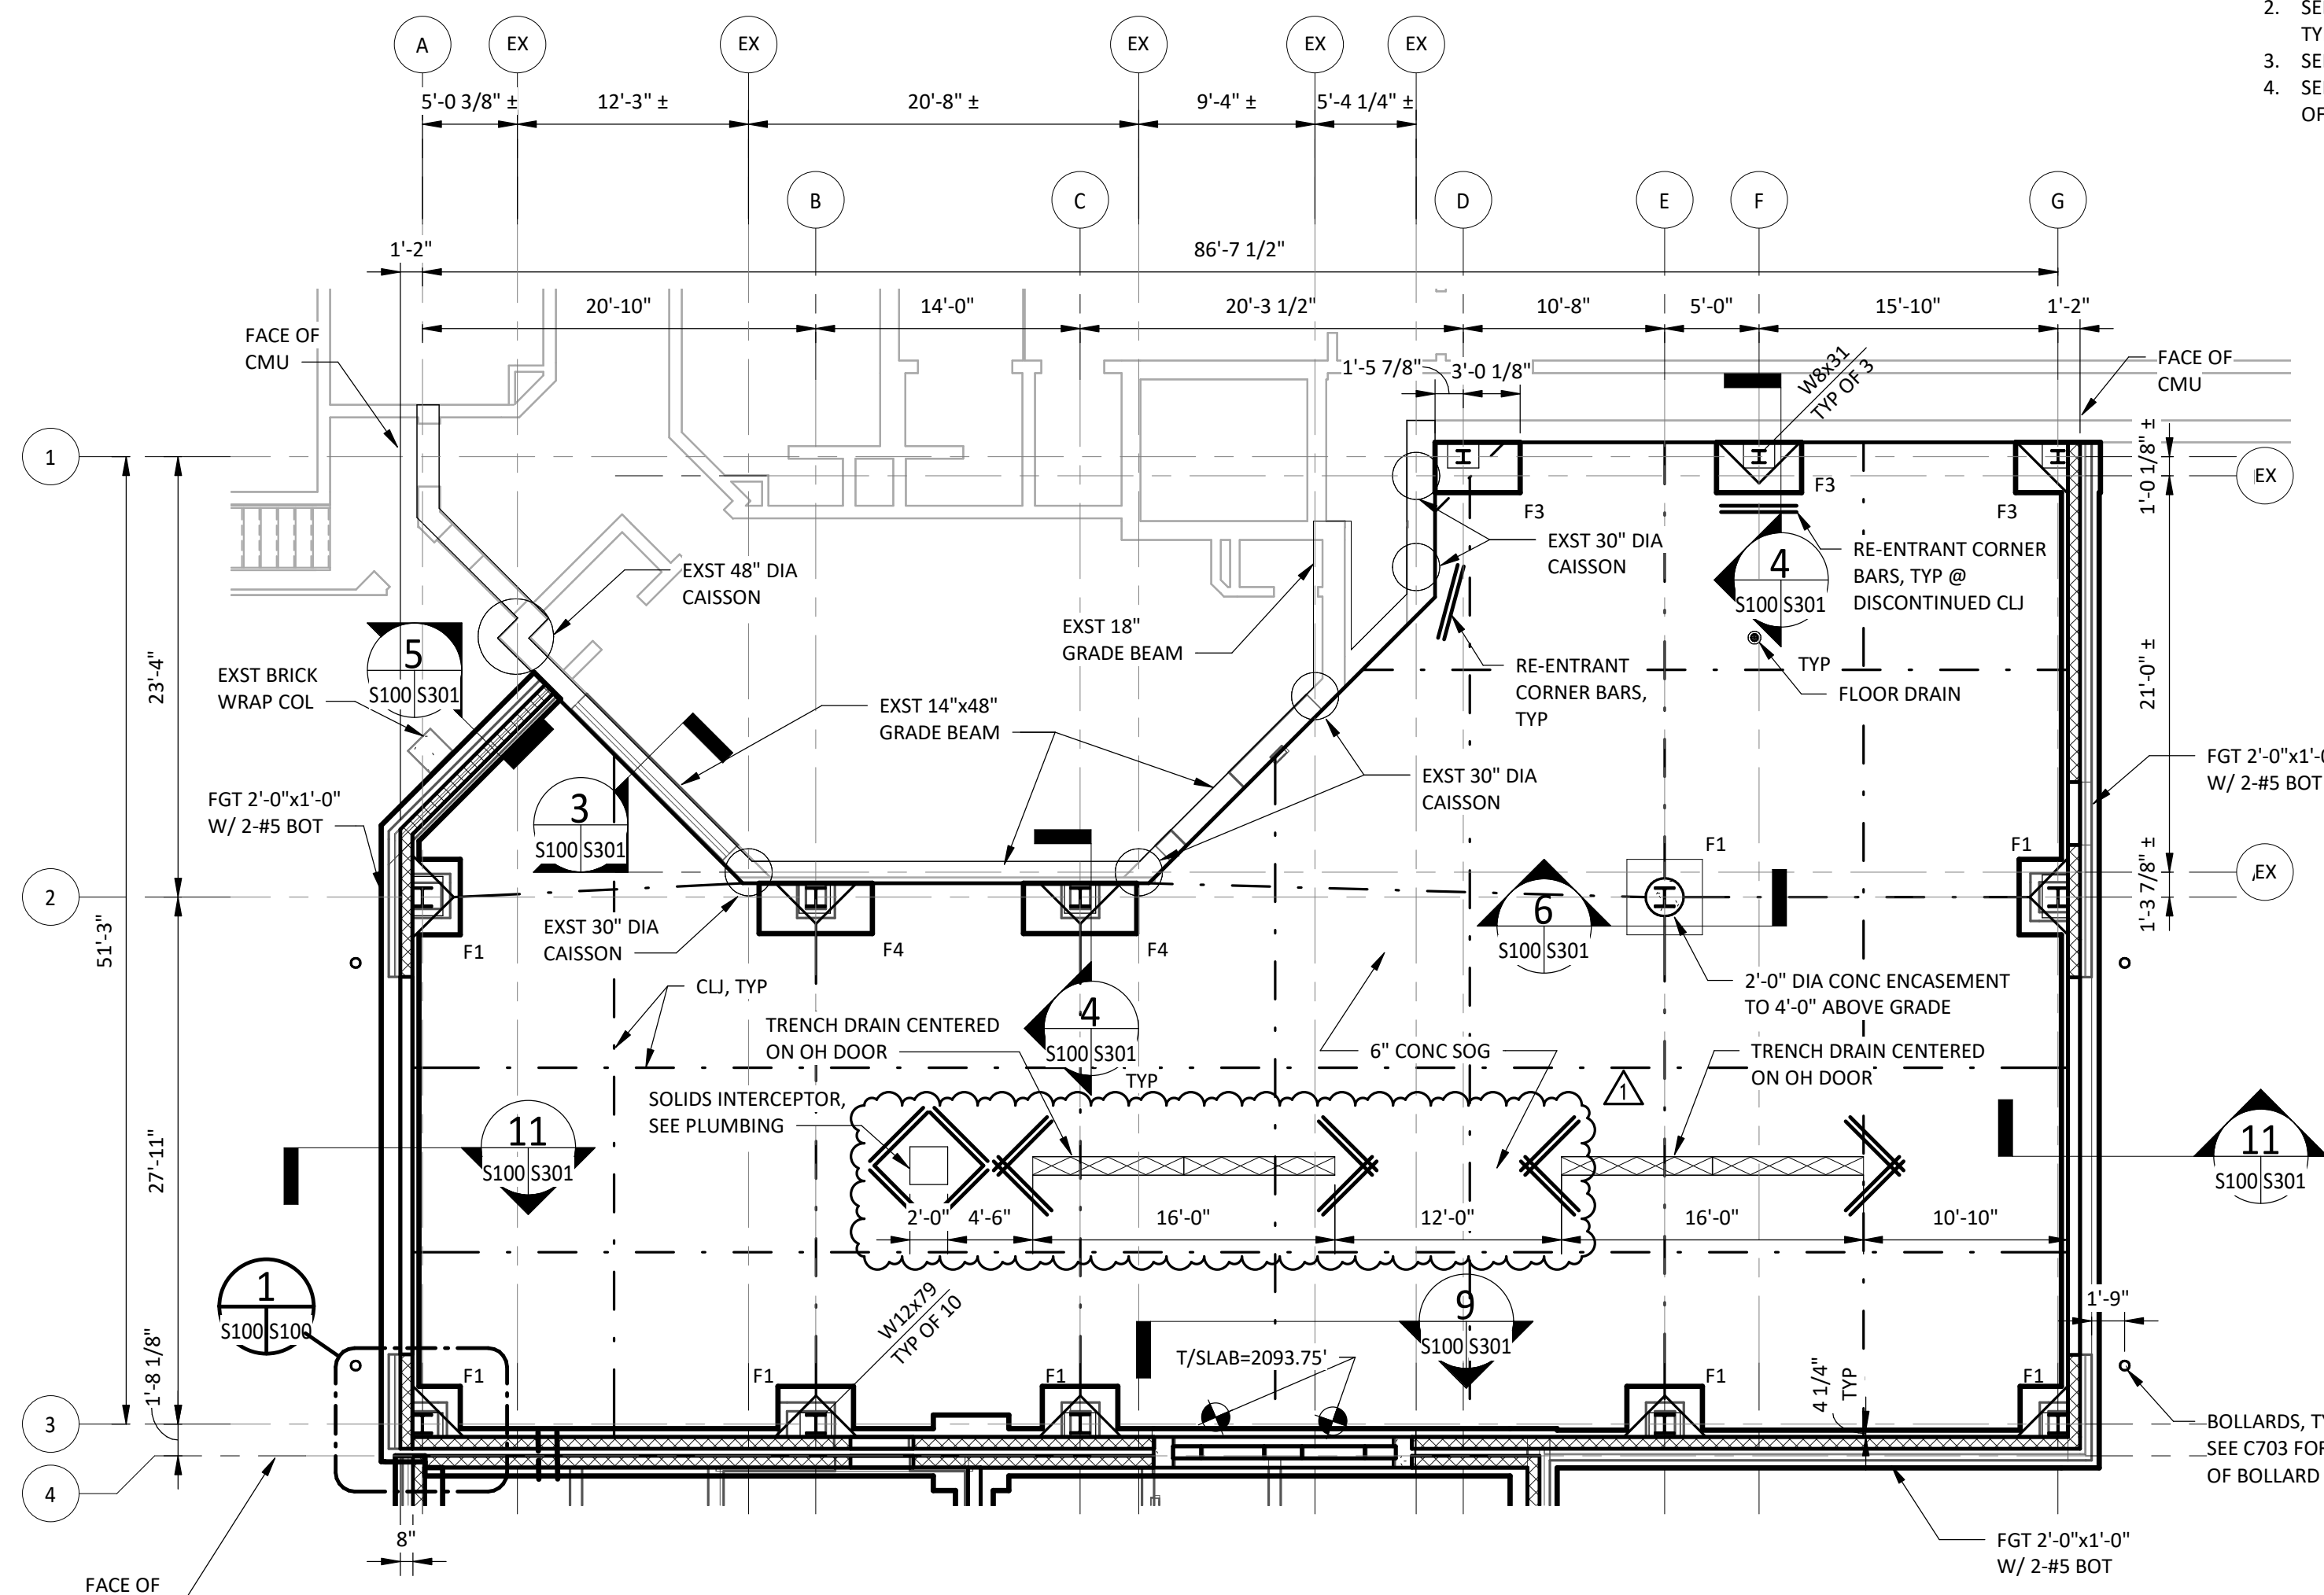 2. SE
TY
3. SE
4. SE
OF
A
EX
EX
EX
EX
EX
5'-0 3/8" ±
12'-3" ±
20'-8" ±
9'-4" ±
5'-4 1/4" ±
B
C
D
E
F
G
1'-2"
86'-7 1/2"
20'-10"
14'-0"
20'-3 1/2"
10'-8"
5'-0"
15'-10"
1'-2"
FACE OF
CMU
1'-5 7/8"
3'-0 1/8"
W8x31
TYP OF 3
FACE OF
CMU
1
1'-0 1/8" ±
EX
F3
F3
F3
EXST 48" DIA
CAISSON
EXST 30" DIA
CAISSON
4
S100 S301
TYP
RE-ENTRANT CORNER
BARS, TYP @
DISCONTINUED CLJ
5
S100 S301
EXST BRICK
WRAP COL
EXST 18"
GRADE BEAM
RE-ENTRANT
CORNER BARS,
TYP
FLOOR DRAIN
23'-4"
21'-0" ±
EXST 14"x48"
GRADE BEAM
FGT 2'-0"x1'-0"
W/ 2-#5 BOT
3
S100 S301
EXST 30" DIA
CAISSON
FGT 2'-0"x1'-0
W/ 2-#5 BOT
F1
F1
EX
1'-3 7/8" ±
2
51'-3"
F1
EXST 30" DIA
CAISSON
F4
F4
6
S100 S301
2'-0" DIA CONC ENCASEMENT
TO 4'-0" ABOVE GRADE
CLJ, TYP
TRENCH DRAIN CENTERED
ON OH DOOR
4
S100 S301
TYP
6" CONC SOG
TRENCH DRAIN CENTERED
ON OH DOOR
1
SOLIDS INTERCEPTOR,
SEE PLUMBING
27'-11"
11
S100 S301
11
S100 S301
2'-0"
4'-6"
16'-0"
12'-0"
16'-0"
10'-10"
1
S100 S100
W12x79
TYP OF 10
9
S100 S301
1'-9"
T/SLAB=2093.75'
1'-8 1/8"
F1
F1
F1
F1
F1
4 1/4"
TYP
3
BOLLARDS, T
SEE C703 FOR
OF BOLLARD
4
8"
FGT 2'-0"x1'-0"
W/ 2-#5 BOT
FACE OF